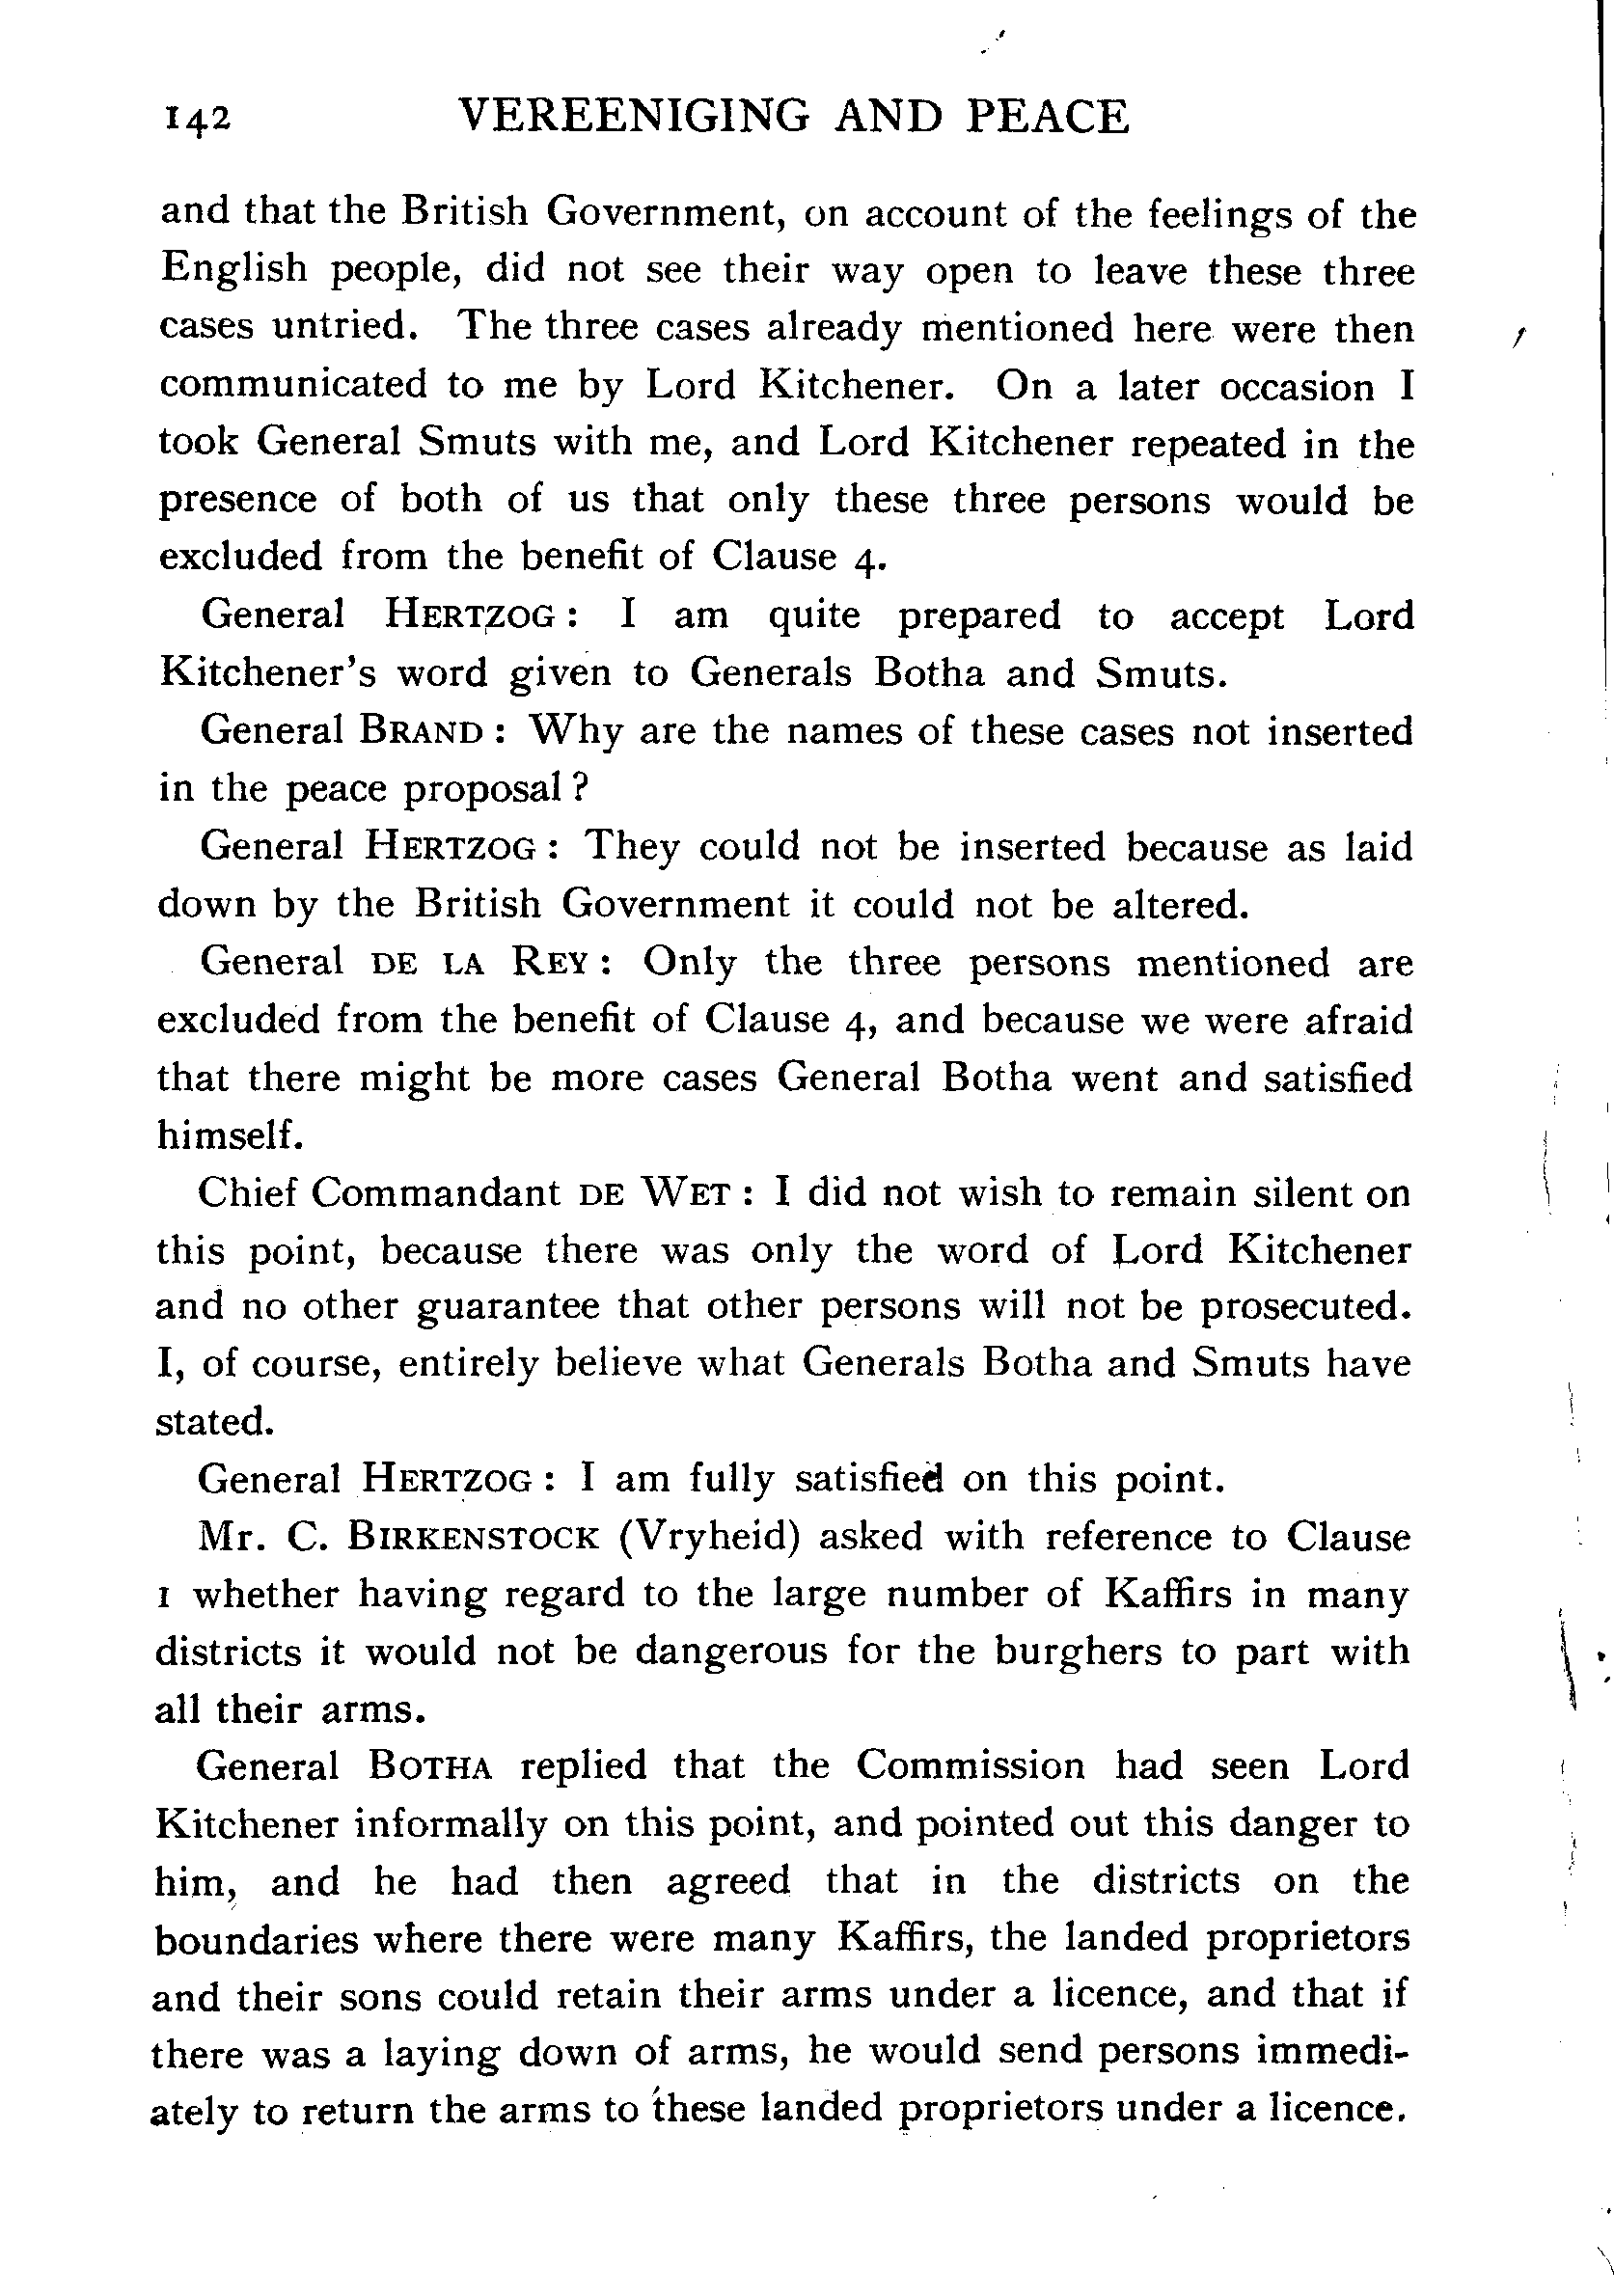 142 VEREENIGING AND PEACE
and that the British Government, on account of the feelings of the
English people, did not see their way open to leave these three
cases untried. The three cases already mentioned here were then
communicated to me by Lord Kitchener. On a later occasion I
took General Smuts with me, and Lord Kitchener repeated in the
presence of both of us that only these three persons would be
excluded from the benefit of Clause 4.
General HERTZOG : I am quite prepared to accept Lord
Kitchener's word given to Generals Botha and Smuts.
General BRAND : Why are the names of these cases not inserted
in the peace proposal ?
General HERTZOG : They could not be inserted because as laid
down by the British Government it could not be altered.
General DE LA REY : Only the three persons mentioned are
excluded from the benefit of Clause 4, and because we were afraid
that there might be more cases General Botha went and satisfied
himself.
Chief Commandant DE WET : I did not wish to remain silent on
this point, because there was only the word of Lord Kitchener
and no other guarantee that other persons will not be prosecuted.
I, of course, entirely believe what Generals Botha and Smuts have
stated.
General HERTZOG : I am fully satisfied on this point.
Mr. C. BIRKENSTOCK (Vryheid) asked with reference to Clause
1 whether having regard to the large number of Kaffirs in many
districts it would not be dangerous for the burghers to part with
all their arms.
General BOTHA replied that the Commission had seen Lord
Kitchener informally on this point, and pointed out this danger to
him, and he had then agreed that in the districts on the
boundaries where there were many Kaffirs, the landed proprietors
and their sons could retain their arms under a licence, and that if
there was a laying down of arms, he would send persons immedi-
ately to return the arms to these landed proprietors under a licence.